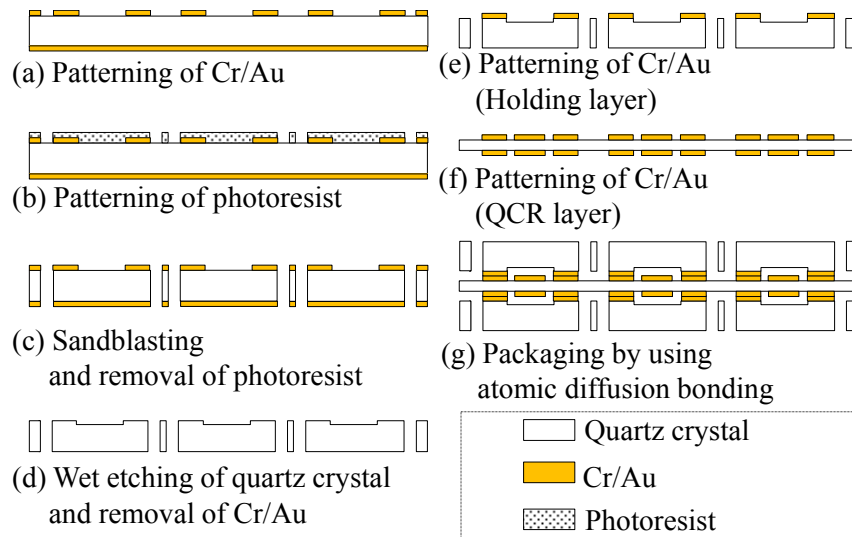 (a) Patterning of Cr/Au
(b) Patterning of photoresist
(c) Sandblasting
and removal of photoresist
(d) Wet etching of quartz crystal
and removal of Cr/Au
(e) Patterning of Cr/Au
(Holding layer)
(f) Patterning of Cr/Au
(QCR layer)
(g) Packaging by using
atomic diffusion bonding
Quartz crystal
Cr/Au
Photoresist